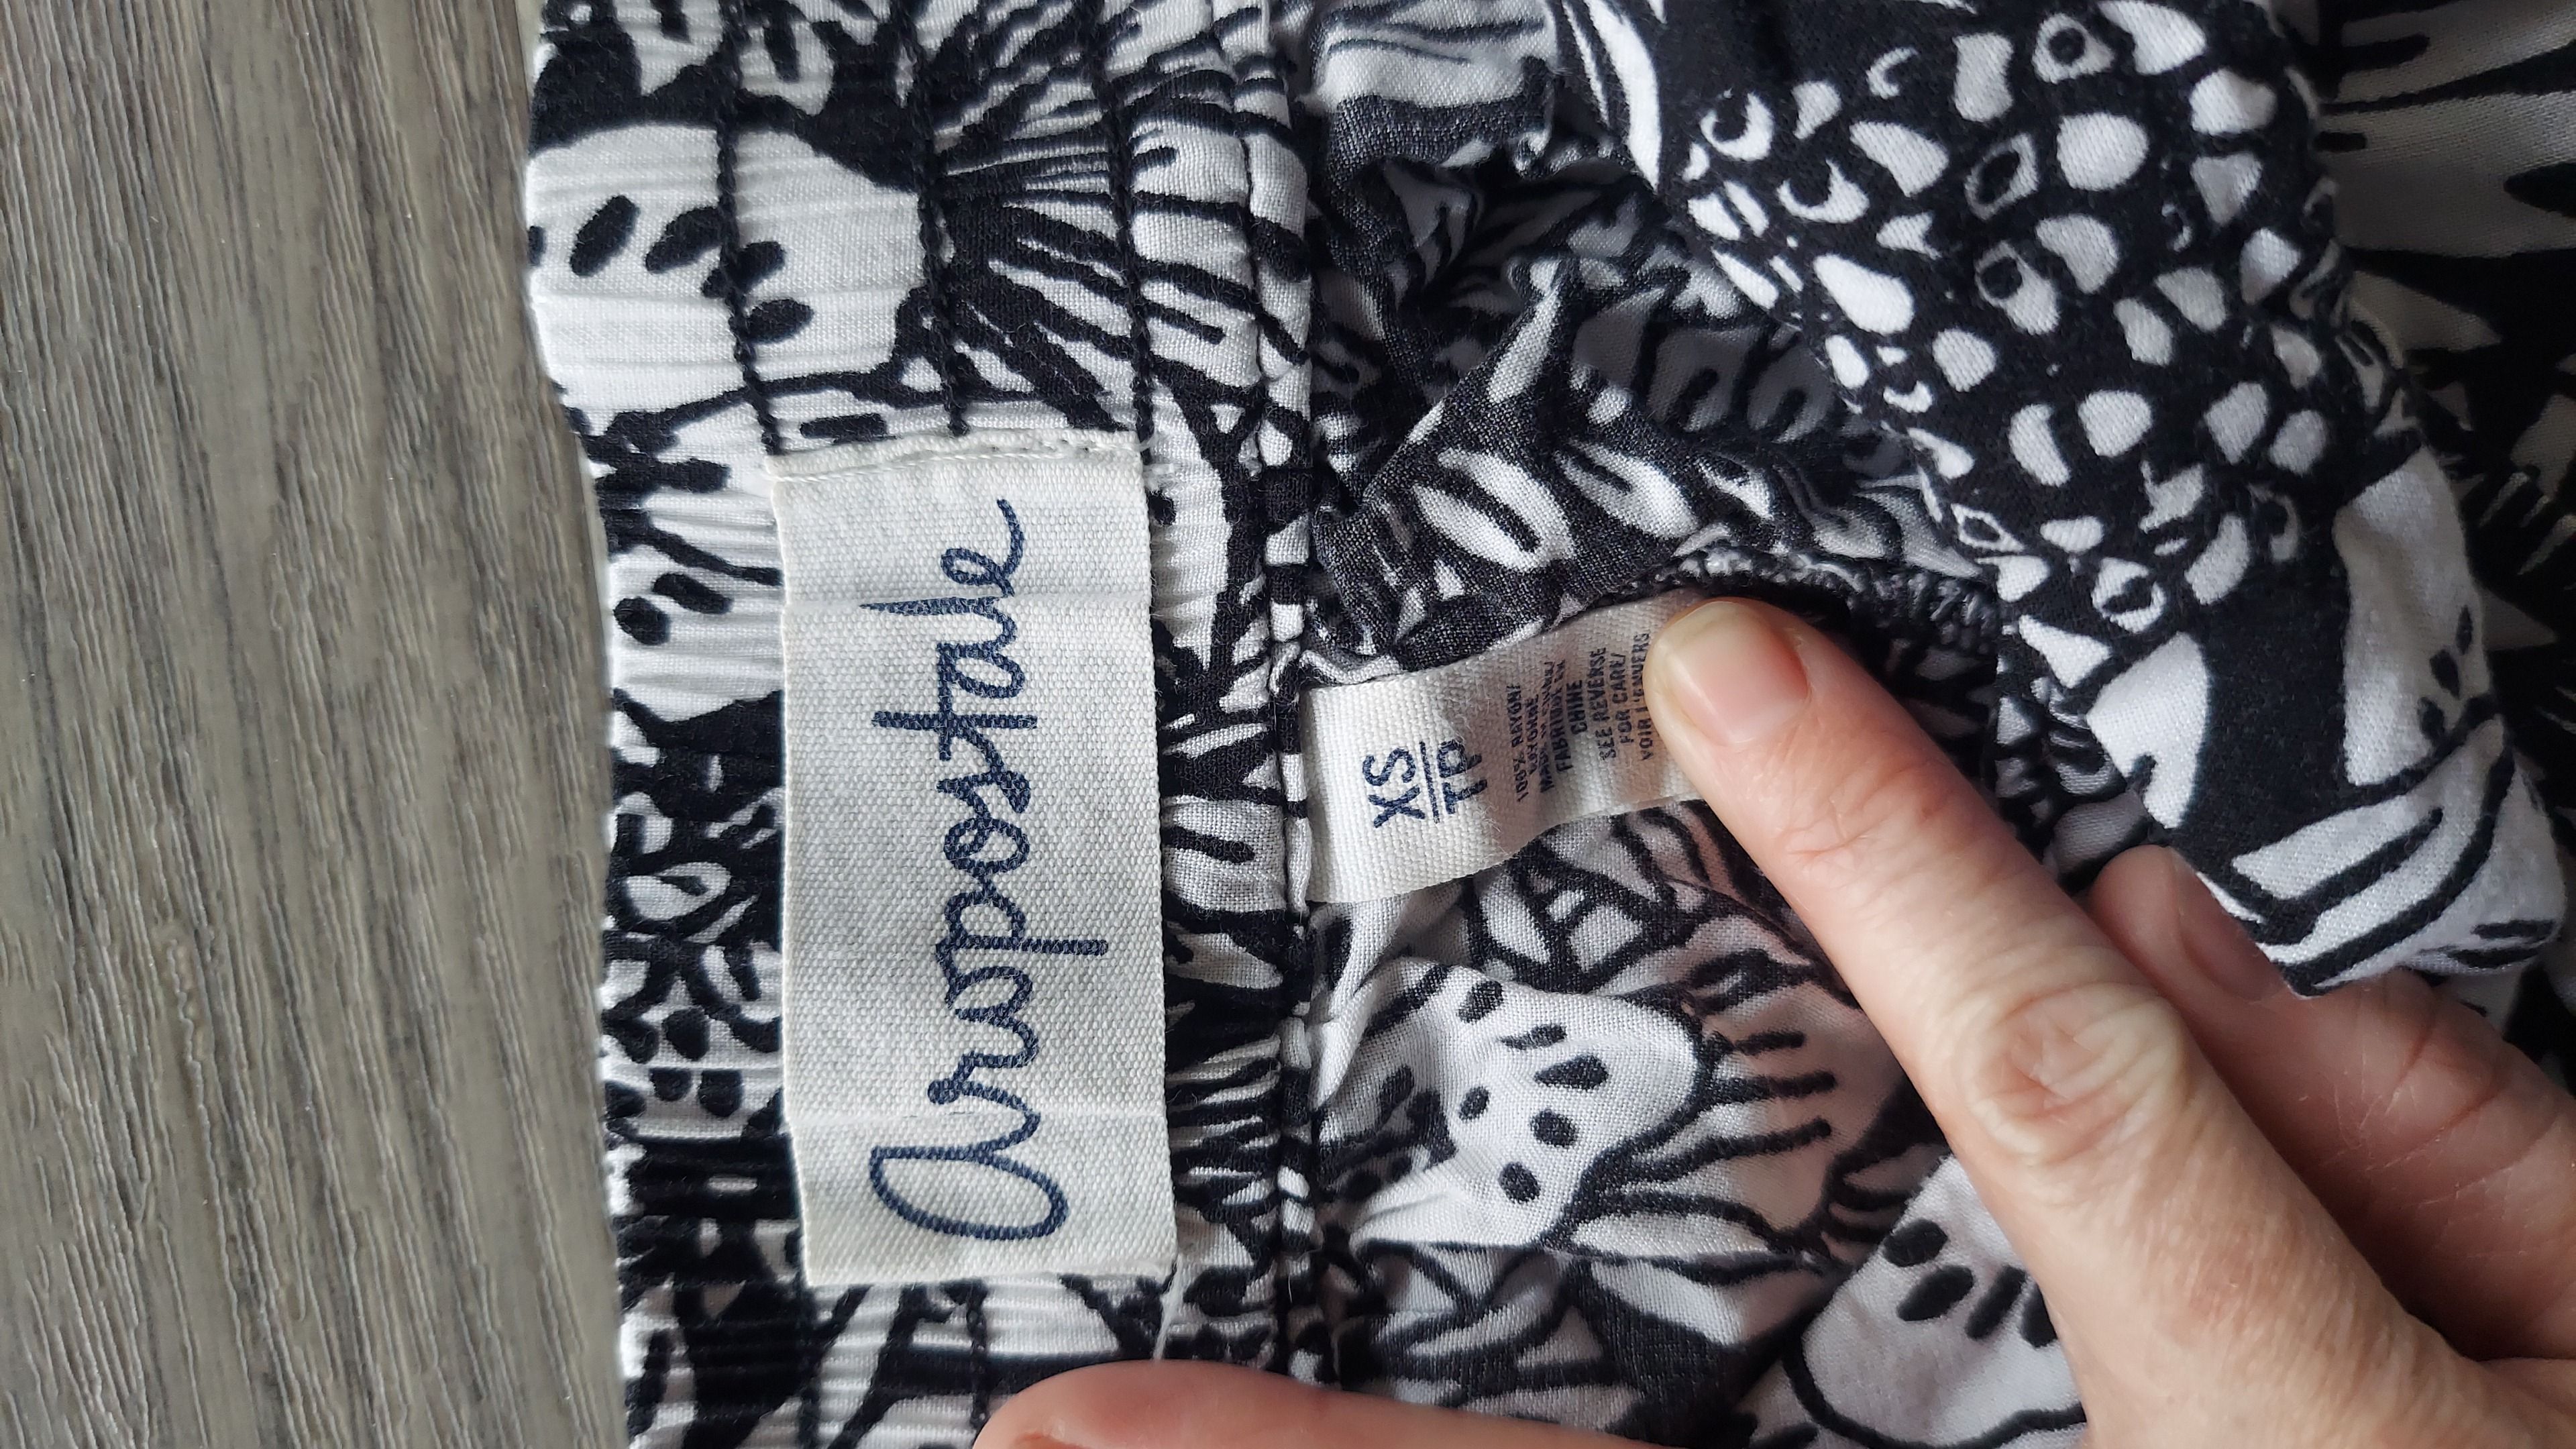 Aeropostale
XS
TP
100% RAYON/
RAYONNE
MADE IN CHINA/
FABRIQUÉ EN
CHINE
SEE REVERSE
FOR CARE/
VOIR L'ENVERS